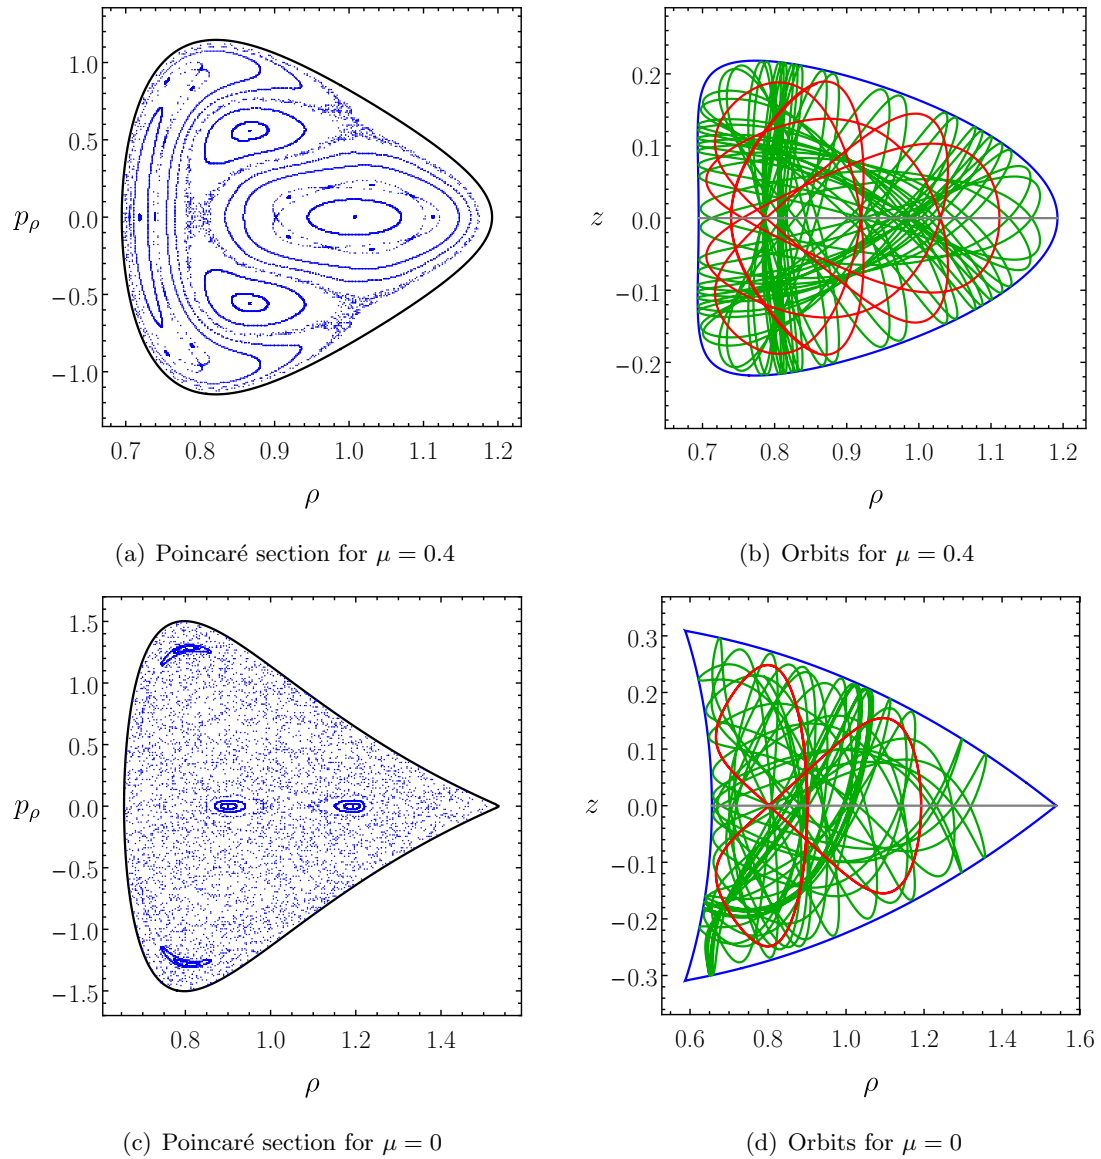 1.0
0.5
0.0
−0.5
−1.0
pρ
0.7 0.8 0.9 1.0 1.1 1.2
ρ
(a) Poincaré section for μ = 0.4
0.2
0.1
0.0
−0.1
−0.2
z
0.7 0.8 0.9 1.0 1.1 1.2
ρ
(b) Orbits for μ = 0.4
1.5
1.0
0.5
0.0
−0.5
−1.0
−1.5
pρ
0.8 1.0 1.2 1.4
ρ
(c) Poincaré section for μ = 0
0.3
0.2
0.1
0.0
−0.1
−0.2
−0.3
z
0.6 0.8 1.0 1.2 1.4 1.6
ρ
(d) Orbits for μ = 0